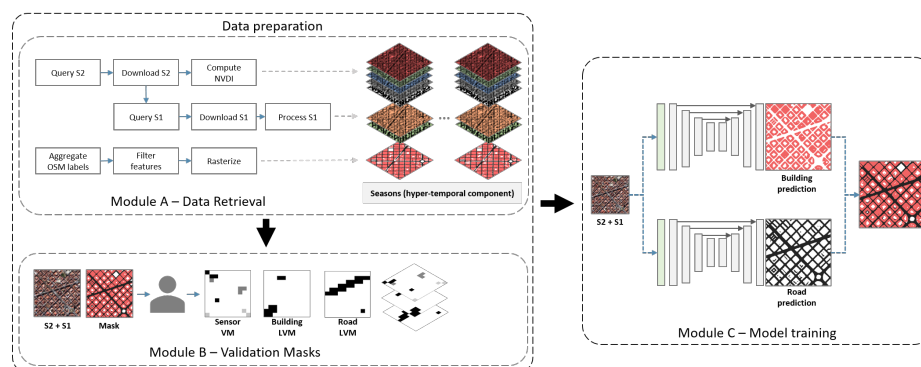 Data preparation
Query S2
Download S2
Compute
NVDI
Query S1
Download S1
Process S1
Aggregate
OSM labels
Filter
features
Rasterize
...
Seasons (hyper-temporal component)
Module A – Data Retrieval
S2 + S1
Mask
Sensor
VM
Building
LVM
Road
LVM
Module B – Validation Masks
S2 + S1
Building
prediction
Road
prediction
Module C – Model training